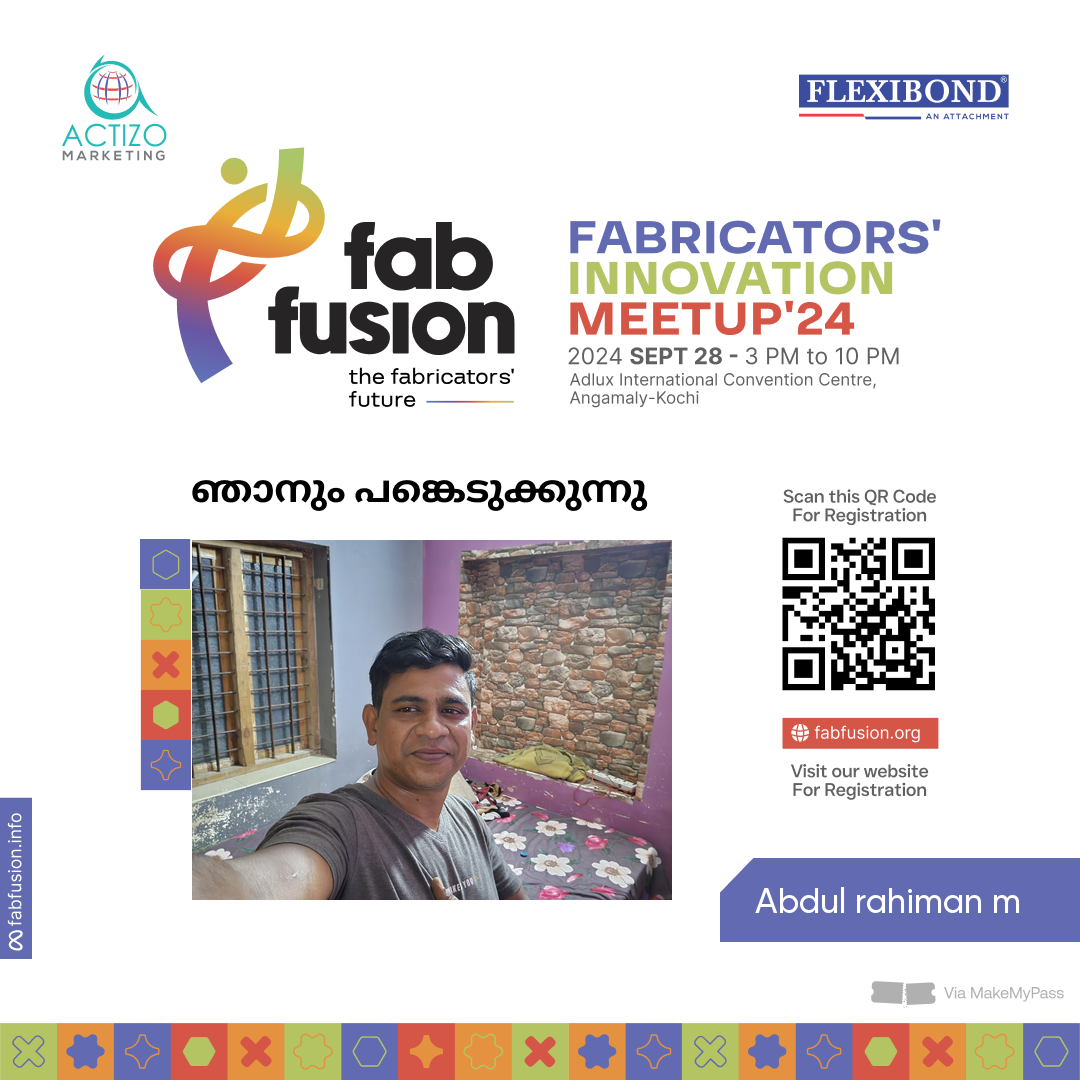 ACTIZO
MARKETING
FLEXIBOND®
AN ATTACHMENT
fab
fusion
the fabricators'
future
FABRICATORS'
INNOVATION
MEETUP'24
2024 SEPT 28 - 3 PM to 10 PM
Adlux International Convention Centre,
Angamaly-Kochi
ഞാനും പങ്കെടുക്കുന്നു
Scan this QR Code
For Registration
fabfusion.org
Visit our website
For Registration
fabfusion.info
Abdul rahiman m
Via MakeMyPass